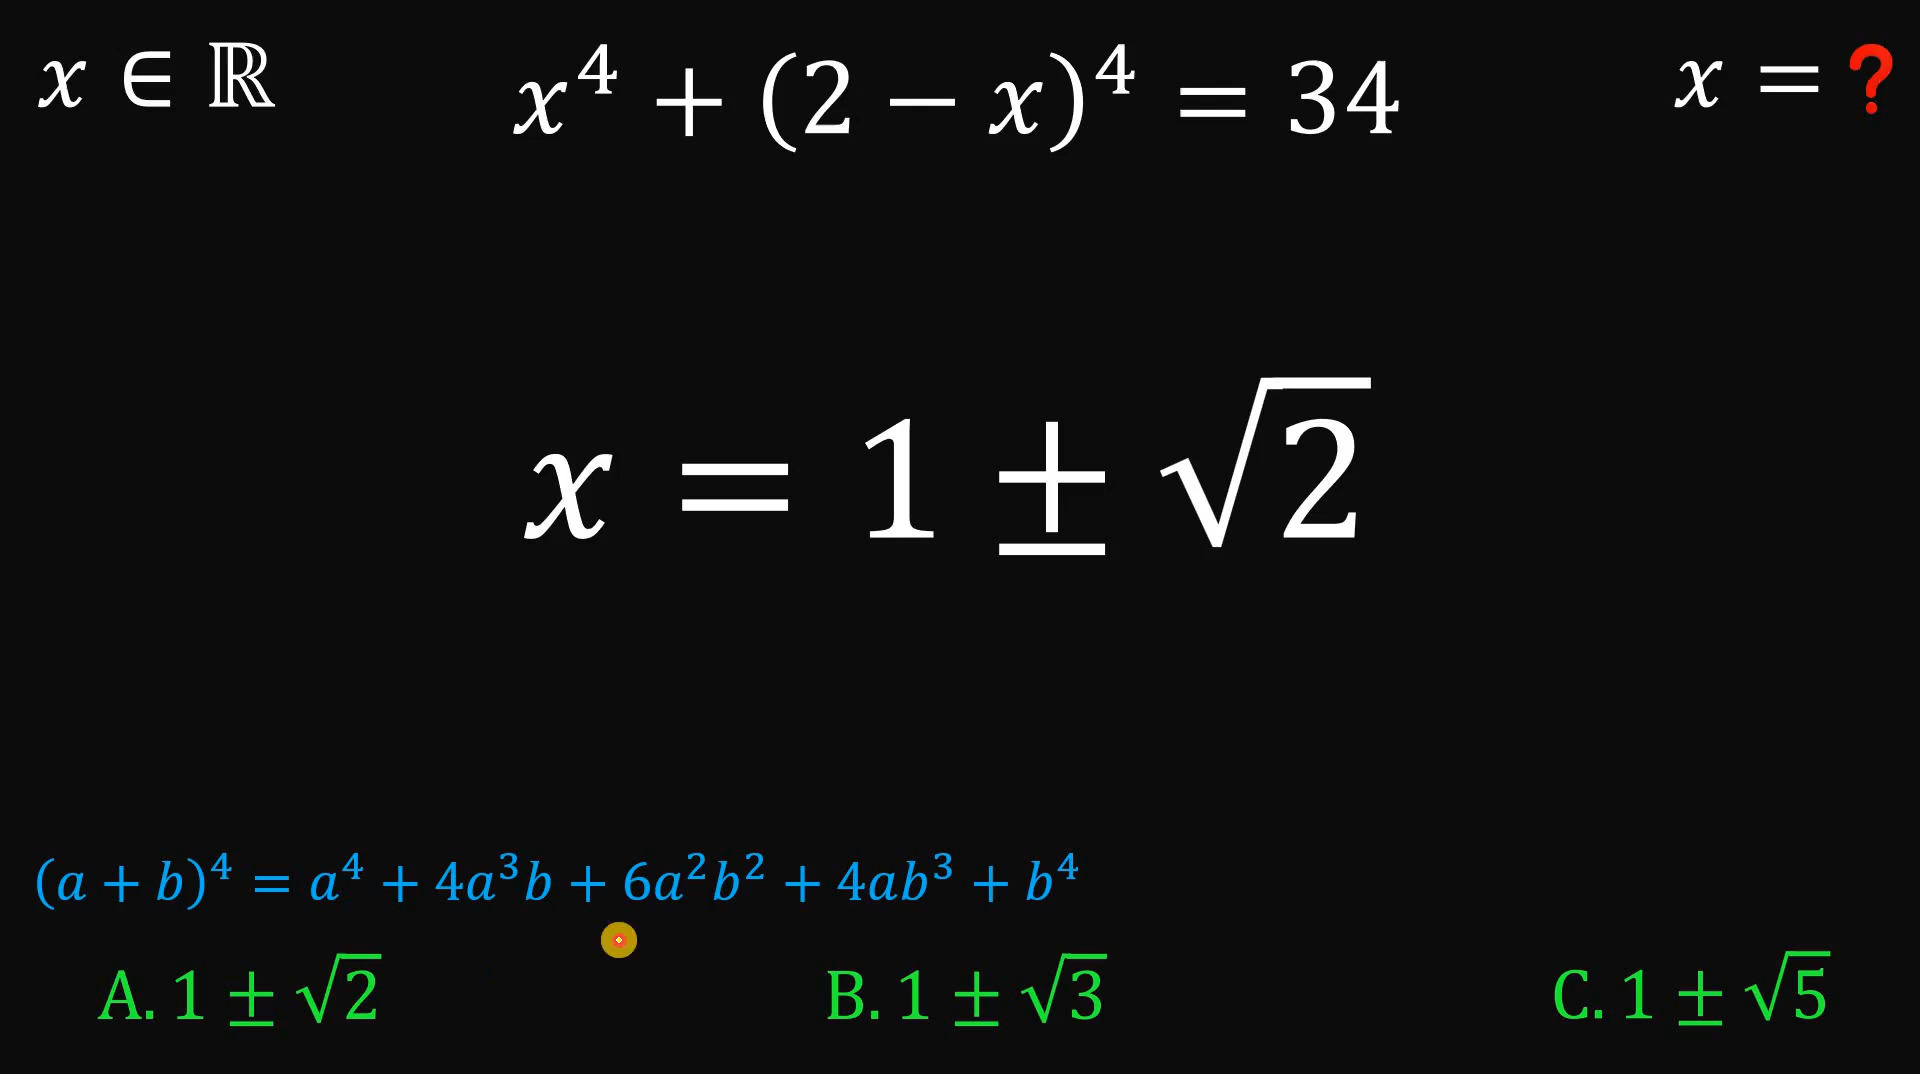 x ∈ ℝ
x⁴ + (2 − x)⁴ = 34
x = ?
x = 1 ± √2
(a + b)⁴ = a⁴ + 4a³b + 6a²b² + 4ab³ + b⁴
A. 1 ± √2
B. 1 ± √3
C. 1 ± √5